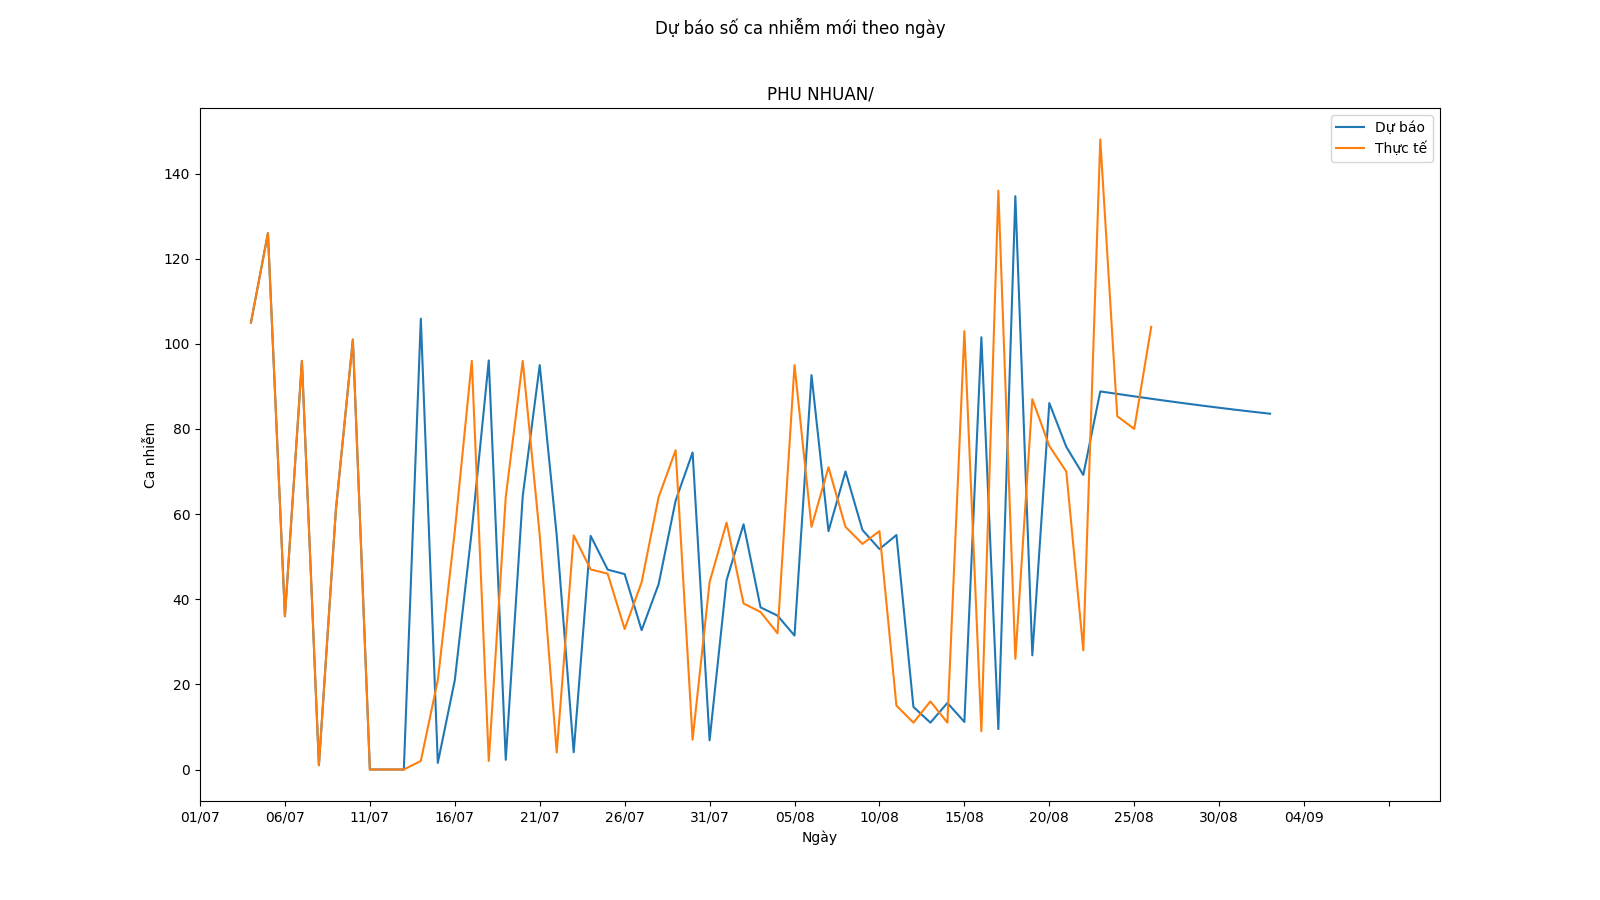 Dự báo số ca nhiễm mới theo ngày
PHU NHUAN/
Dự báo
Thực tế
140
120
100
80
60
40
20
0
Ca nhiễm
01/07 06/07 11/07 16/07 21/07 26/07 31/07 05/08 10/08 15/08 20/08 25/08 30/08 04/09
Ngày